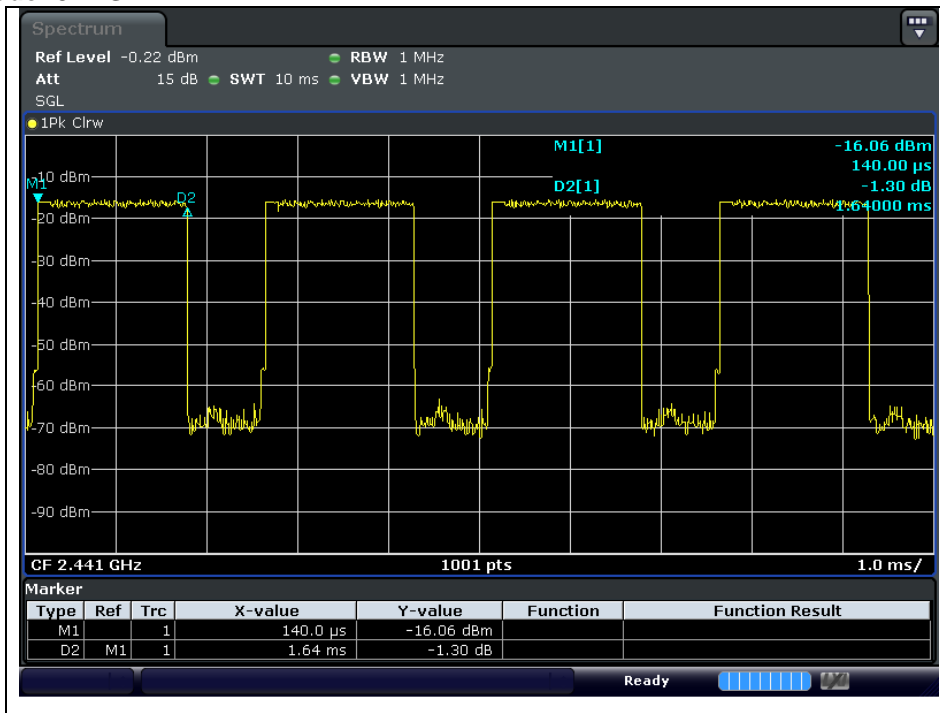 Spectrum
Ref Level -0.22 dBm RBW 1 MHz
Att 15 dB SWT 10 ms VBW 1 MHz
SGL
1Pk Clrw
M1[1] -16.06 dBm
140.00 µs
D2[1] -1.30 dB
1.64000 ms
M1
D2
-10 dBm
-20 dBm
-30 dBm
-40 dBm
-50 dBm
-60 dBm
-70 dBm
-80 dBm
-90 dBm
CF 2.441 GHz 1001 pts 1.0 ms/
Marker
Type Ref Trc X-value Y-value Function Function Result
M1 1 140.0 µs -16.06 dBm
D2 M1 1 1.64 ms -1.30 dB
Ready